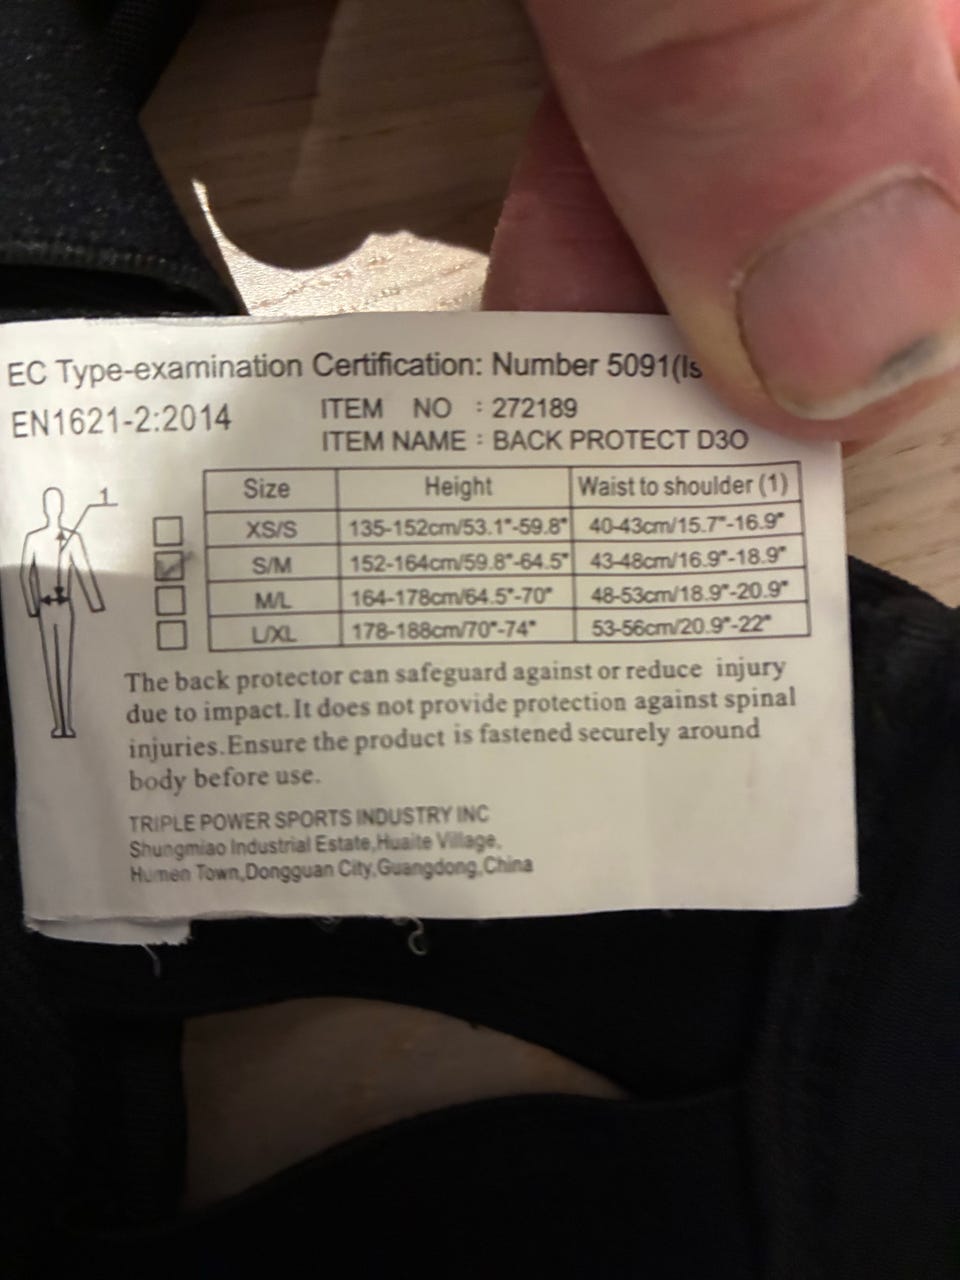 EC Type-examination Certification: Number 5091(Is
EN1621-2:2014
ITEM NO : 272189
ITEM NAME : BACK PROTECT D3O
1
Size Height Waist to shoulder (1)
XS/S 135-152cm/53.1"-59.8" 40-43cm/15.7"-16.9"
S/M 152-164cm/59.8"-64.5" 43-48cm/16.9"-18.9"
M/L 164-178cm/64.5"-70" 48-53cm/18.9"-20.9"
L/XL 178-188cm/70"-74" 53-56cm/20.9"-22"
The back protector can safeguard against or reduce injury
due to impact.It does not provide protection against spinal
injuries.Ensure the product is fastened securely around
body before use.
TRIPLE POWER SPORTS INDUSTRY INC
Shungmiao Industrial Estate,Huaite Village,
Humen Town,Dongguan City,Guangdong,China